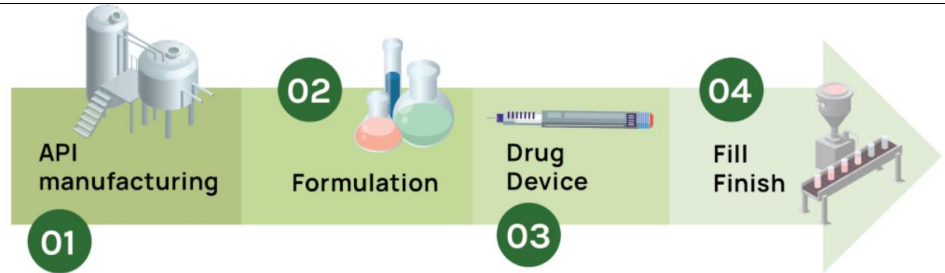 API
manufacturing
01
02
Formulation
Drug
Device
03
04
Fill
Finish